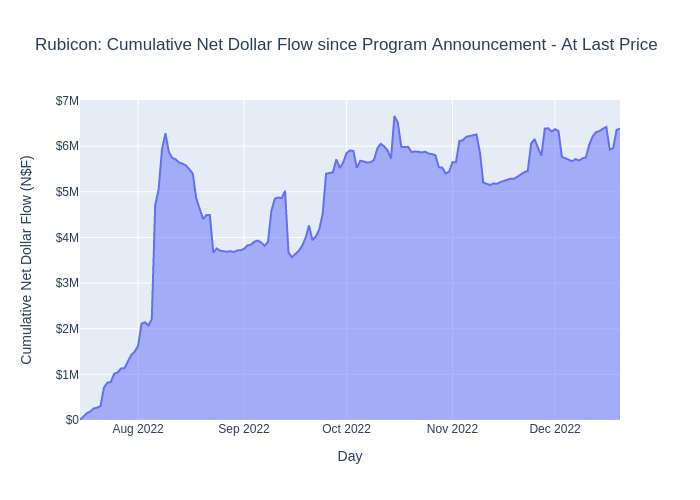 Rubicon: Cumulative Net Dollar Flow since Program Announcement - At Last Price
Cumulative Net Dollar Flow (N$F)
$7M
$6M
$5M
$4M
$3M
$2M
$1M
$0
Aug 2022
Sep 2022
Oct 2022
Nov 2022
Dec 2022
Day